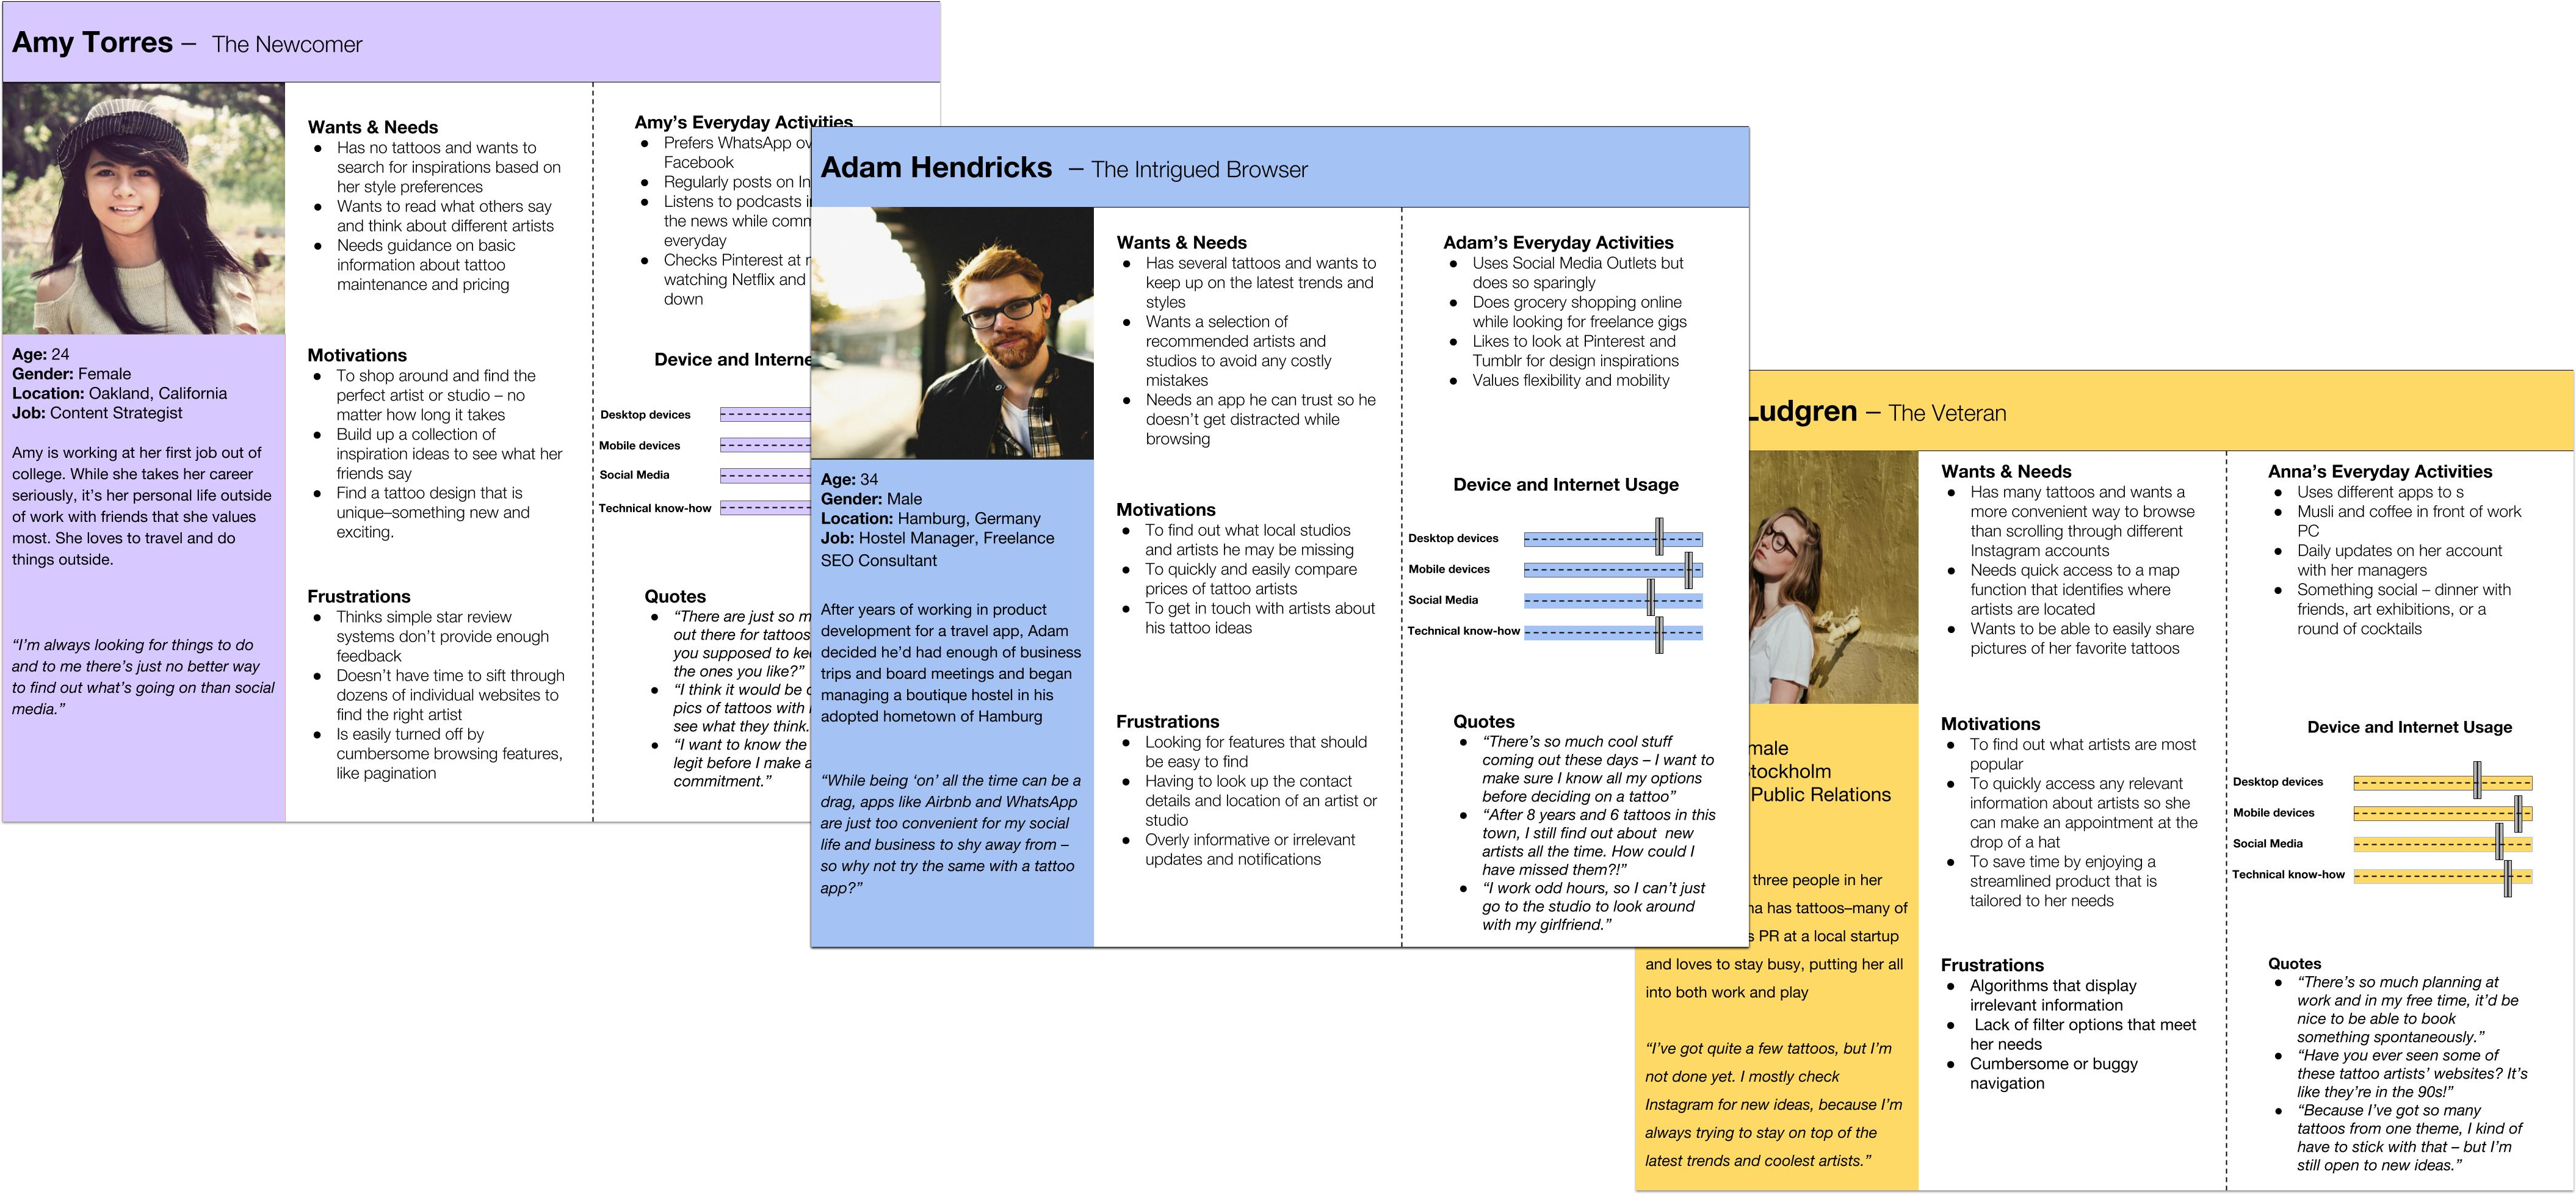 Amy Torres – The Newcomer
Wants & Needs
● Has no tattoos and wants to
search for inspirations based on
her style preferences
● Wants to read what others say
and think about different artists
● Needs guidance on basic
information about tattoo
maintenance and pricing
Age: 24
Gender: Female
Location: Oakland, California
Job: Content Strategist
Amy is working at her first job out of
college. While she takes her career
seriously, it’s her personal life outside
of work with friends that she values
most. She loves to travel and do
things outside.
“I’m always looking for things to do
and to me there’s just no better way
to find out what’s going on than social
media.”
Motivations
● To shop around and find the
perfect artist or studio – no
matter how long it takes
● Build up a collection of
inspiration ideas to see what her
friends say
● Find a tattoo design that is
unique–something new and
exciting.
Frustrations
● Thinks simple star review
systems don’t provide enough
feedback
● Doesn’t have time to sift through
dozens of individual websites to
find the right artist
● Is easily turned off by
cumbersome browsing features,
like pagination
Amy’s Everyday Activities
● Prefers WhatsApp
Facebook
● Regularly posts on
● Listens to podcasts
the news while
everyday
● Checks Pinterest at
watching Netflix and
down
Device and
Desktop devices
Mobile devices
Social Media
Technical know-how
Quotes
● “There are just so
out there for tattoos
you supposed to
the ones you like?”
● “I think it would be
pics of tattoos with
see what they think.
● “I want to know the
legit before I make a
commitment.”
Adam Hendricks – The Intrigued Browser
Age: 34
Gender: Male
Location: Hamburg, Germany
Job: Hostel Manager, Freelance
SEO Consultant
After years of working in product
development for a travel app, Adam
decided he’d had enough of business
trips and board meetings and began
managing a boutique hostel in his
adopted hometown of Hamburg
“While being ‘on’ all the time can be a
drag, apps like Airbnb and WhatsApp
are just too convenient for my social
life and business to shy away from –
so why not try the same with a tattoo
app?”
Wants & Needs
● Has several tattoos and wants to
keep up on the latest trends and
styles
● Wants a selection of
recommended artists and
studios to avoid any costly
mistakes
● Needs an app he can trust so he
doesn’t get distracted while
browsing
Motivations
● To find out what local studios
and artists he may be missing
● To quickly and easily compare
prices of tattoo artists
● To get in touch with artists about
his tattoo ideas
Frustrations
● Looking for features that should
be easy to find
● Having to look up the contact
details and location of an artist or
studio
● Overly informative or irrelevant
updates and notifications
Adam’s Everyday Activities
● Uses Social Media Outlets but
does so sparingly
● Does grocery shopping online
while looking for freelance gigs
● Likes to look at Pinterest and
Tumblr for design inspirations
● Values flexibility and mobility
Device and Internet Usage
Desktop devices
Mobile devices
Social Media
Technical know-how
Quotes
● “There’s so much cool stuff
coming out these days – I want to
make sure I know all my options
before deciding on a tattoo”
● “After 8 years and 6 tattoos in this
town, I still find out about new
artists all the time. How could I
have missed them?!”
● “I work odd hours, so I can’t just
go to the studio to look around
with my girlfriend.”
Ludgren – The Veteran
Public Relations
three people in her
has tattoos–many of
PR at a local startup
and loves to stay busy, putting her all
into both work and play
“I’ve got quite a few tattoos, but I’m
not done yet. I mostly check
Instagram for new ideas, because I’m
always trying to stay on top of the
latest trends and coolest artists.”
Wants & Needs
● Has many tattoos and wants a
more convenient way to browse
than scrolling through different
Instagram accounts
● Needs quick access to a map
function that identifies where
artists are located
● Wants to be able to easily share
pictures of her favorite tattoos
Motivations
● To find out what artists are most
popular
● To quickly access any relevant
information about artists so she
can make an appointment at the
drop of a hat
● To save time by enjoying a
streamlined product that is
tailored to her needs
Frustrations
● Algorithms that display
irrelevant information
● Lack of filter options that meet
her needs
● Cumbersome or buggy
navigation
Anna’s Everyday Activities
● Uses different apps to s
● Musli and coffee in front of work
PC
● Daily updates on her account
with her managers
● Something social – dinner with
friends, art exhibitions, or a
round of cocktails
Device and Internet Usage
Desktop devices
Mobile devices
Social Media
Technical know-how
Quotes
● “There’s so much planning at
work and in my free time, it’d be
nice to be able to book
something spontaneously.”
● “Have you ever seen some of
these tattoo artists’ websites? It’s
like they’re in the 90s!”
● “Because I’ve got so many
tattoos from one theme, I kind of
have to stick with that – but I’m
still open to new ideas.”